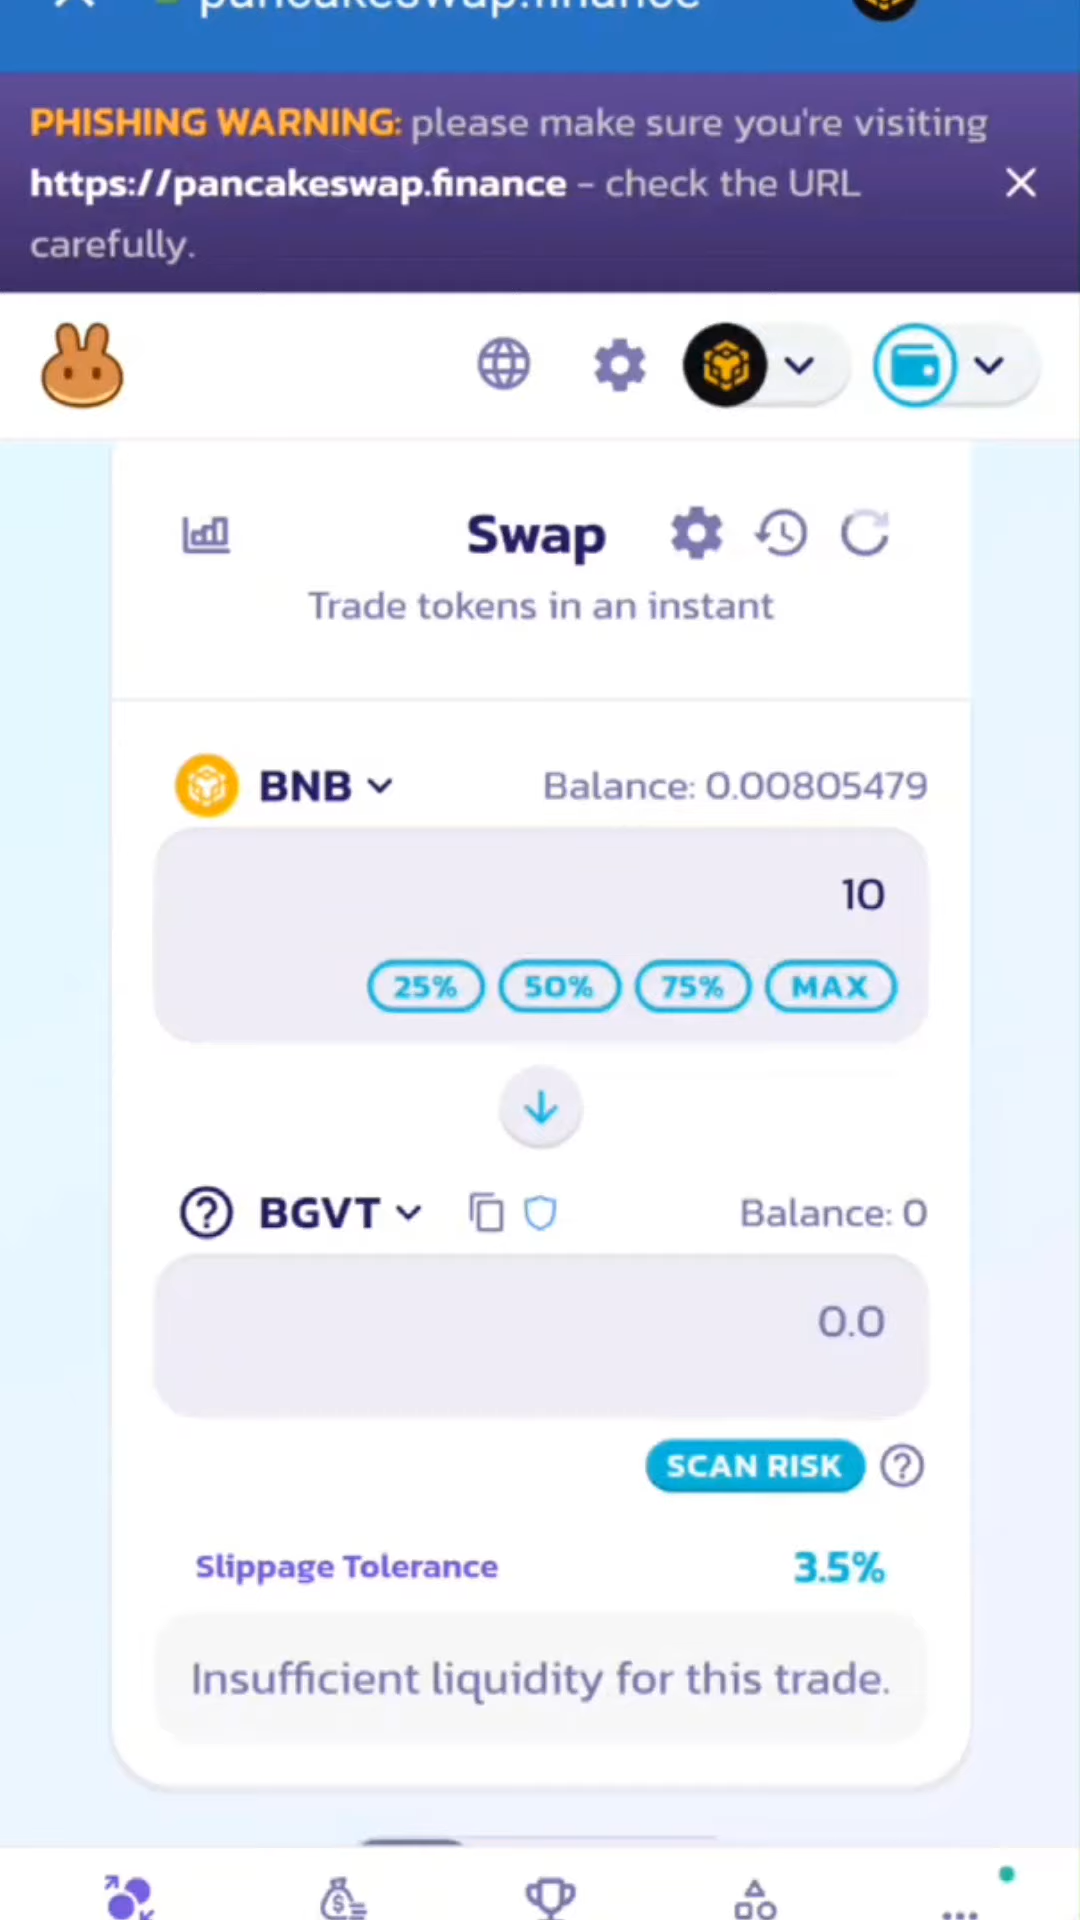 pancakeswap.finance
PHISHING WARNING: please make sure you're visiting
https://pancakeswap.finance - check the URL
carefully.
Swap
Trade tokens in an instant
BNB Balance: 0.00805479
10
25% 50% 75% MAX
BGVT Balance: 0
0.0
SCAN RISK
Slippage Tolerance 3.5%
Insufficient liquidity for this trade.